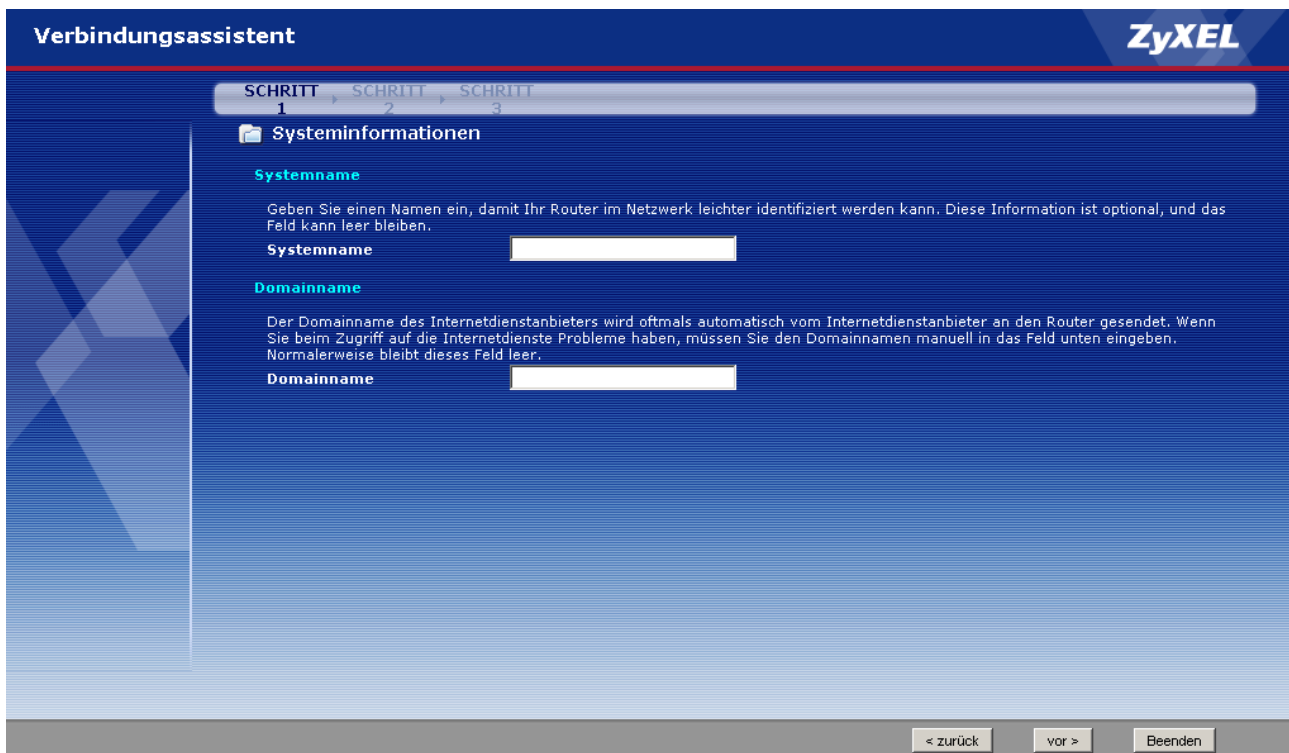 Verbindungsassistent
ZyXEL
SCHRITT 1
SCHRITT 2
SCHRITT 3
Systeminformationen
Systemname
Geben Sie einen Namen ein, damit Ihr Router im Netzwerk leichter identifiziert werden kann. Diese Information ist optional, und das
Feld kann leer bleiben.
Systemname
Domainname
Der Domainname des Internetdienstanbieters wird oftmals automatisch vom Internetdienstanbieter an den Router gesendet. Wenn
Sie beim Zugriff auf die Internetdienste Probleme haben, müssen Sie den Domainnamen manuell in das Feld unten eingeben.
Normalerweise bleibt dieses Feld leer.
Domainname
< zurück
vor >
Beenden